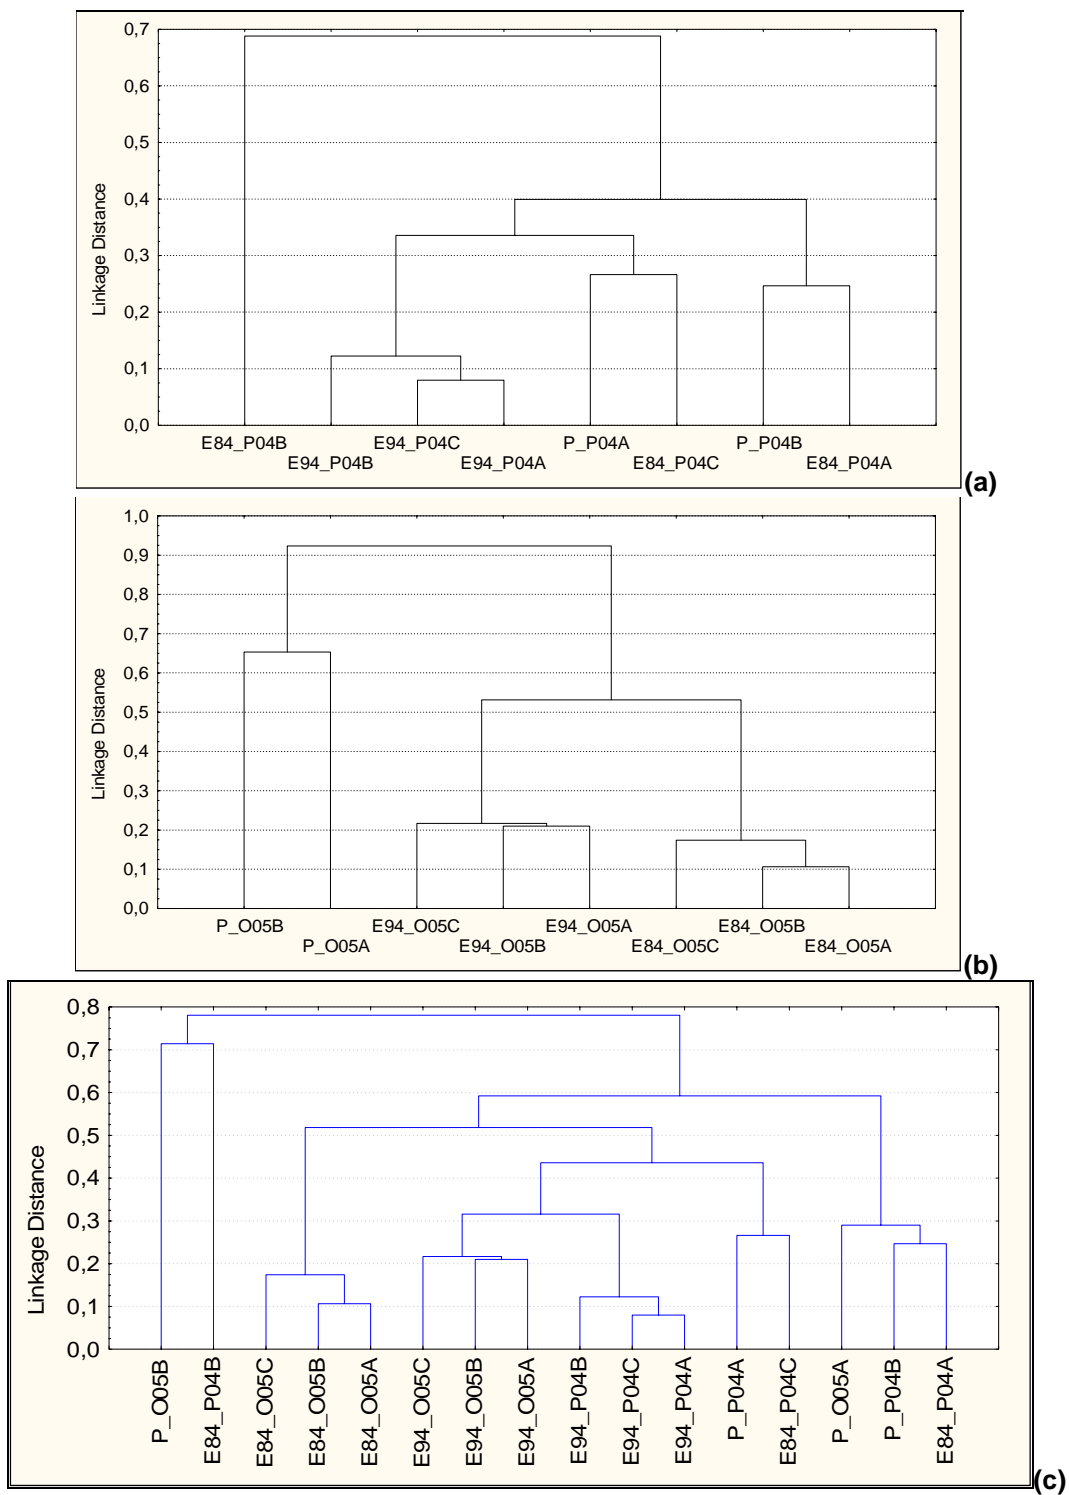 0,7
0,6
0,5
0,4
0,3
0,2
0,1
0,0
Linkage Distance
E84_P04B E94_P04C P_P04A P_P04B
E94_P04B E94_P04A E84_P04C E84_P04A
(a)
1,0
0,9
0,8
0,7
0,6
0,5
0,4
0,3
0,2
0,1
0,0
Linkage Distance
P_O05B E94_O05C E94_O05A E84_O05B
P_O05A E94_O05B E84_O05C E84_O05A
(b)
0,8
0,7
0,6
0,5
0,4
0,3
0,2
0,1
0,0
Linkage Distance
P_O05B
E84_P04B
E84_O05C
E84_O05B
E84_O05A
E94_O05C
E94_O05B
E94_O05A
E94_P04B
E94_P04C
E94_P04A
P_P04A
E84_P04C
P_O05A
P_P04B
E84_P04A
(c)